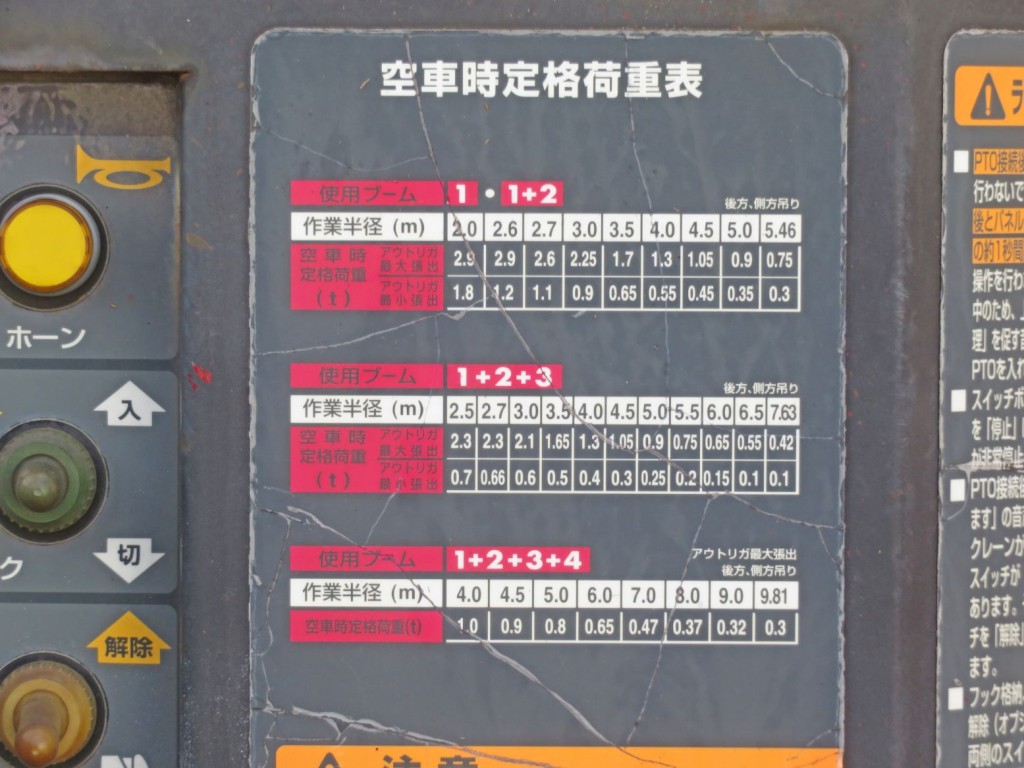 空車時定格荷重表
使用ブーム 1・1+2 後方、側方吊り
作業半径 (m) 2.0 2.6 2.7 3.0 3.5 4.0 4.5 5.0 5.46
空車時定格荷重(t) アウトリガ最大張出 2.9 2.9 2.6 2.25 1.7 1.3 1.05 0.9 0.75
アウトリガ最小張出 1.8 1.2 1.1 0.9 0.65 0.55 0.45 0.35 0.3
使用ブーム 1+2+3 後方、側方吊り
作業半径 (m) 2.5 2.7 3.0 3.5 4.0 4.5 5.0 5.5 6.0 6.5 7.63
空車時定格荷重(t) アウトリガ最大張出 2.3 2.3 2.1 1.65 1.3 1.05 0.9 0.75 0.65 0.55 0.42
アウトリガ最小張出 0.7 0.66 0.6 0.5 0.4 0.3 0.25 0.2 0.15 0.1 0.1
使用ブーム 1+2+3+4 アウトリガ最大張出
後方、側方吊り
作業半径 (m) 4.0 4.5 5.0 6.0 7.0 8.0 9.0 9.81
空車時定格荷重(t) 1.0 0.9 0.8 0.65 0.47 0.37 0.32 0.3
注意
ホーン
入
切
ク
解除
PTO接続後
行わないで
後とパネル
の約1秒間
操作を行わ
中のため、
理」を促す
PTOを入れ
■スイッチボ
を「停止」
が非常停止
■PTO接続後
ます」の音
クレーンが
スイッチが
あります。
チを「解除」
ます。
■フック格納
解除(オプシ
両側のスイ